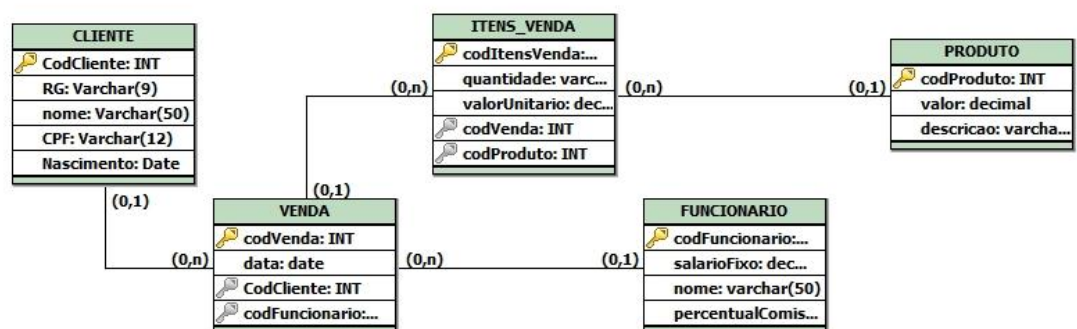 CLIENTE
CodCliente: INT
RG: Varchar(9)
nome: Varchar(50)
CPF: Varchar(12)
Nascimento: Date
(0,1)
(0,n)
ITENS_VENDA
codItensVenda:...
quantidade: varc...
valorUnitario: dec...
codVenda: INT
codProduto: INT
(0,n)
(0,1)
(0,n)
(0,1)
PRODUTO
codProduto: INT
valor: decimal
descricao: varcha...
VENDA
codVenda: INT
data: date
CodCliente: INT
codFuncionario:...
(0,n)
(0,1)
FUNCIONARIO
codFuncionario:...
salarioFixo: dec...
nome: varchar(50)
percentualComis...